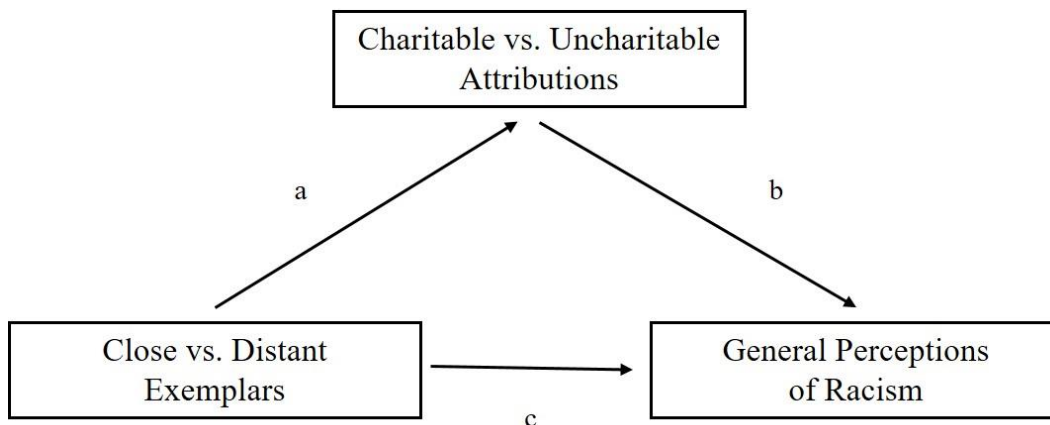 Charitable vs. Uncharitable
Attributions
a
b
Close vs. Distant
Exemplars
General Perceptions
of Racism
c